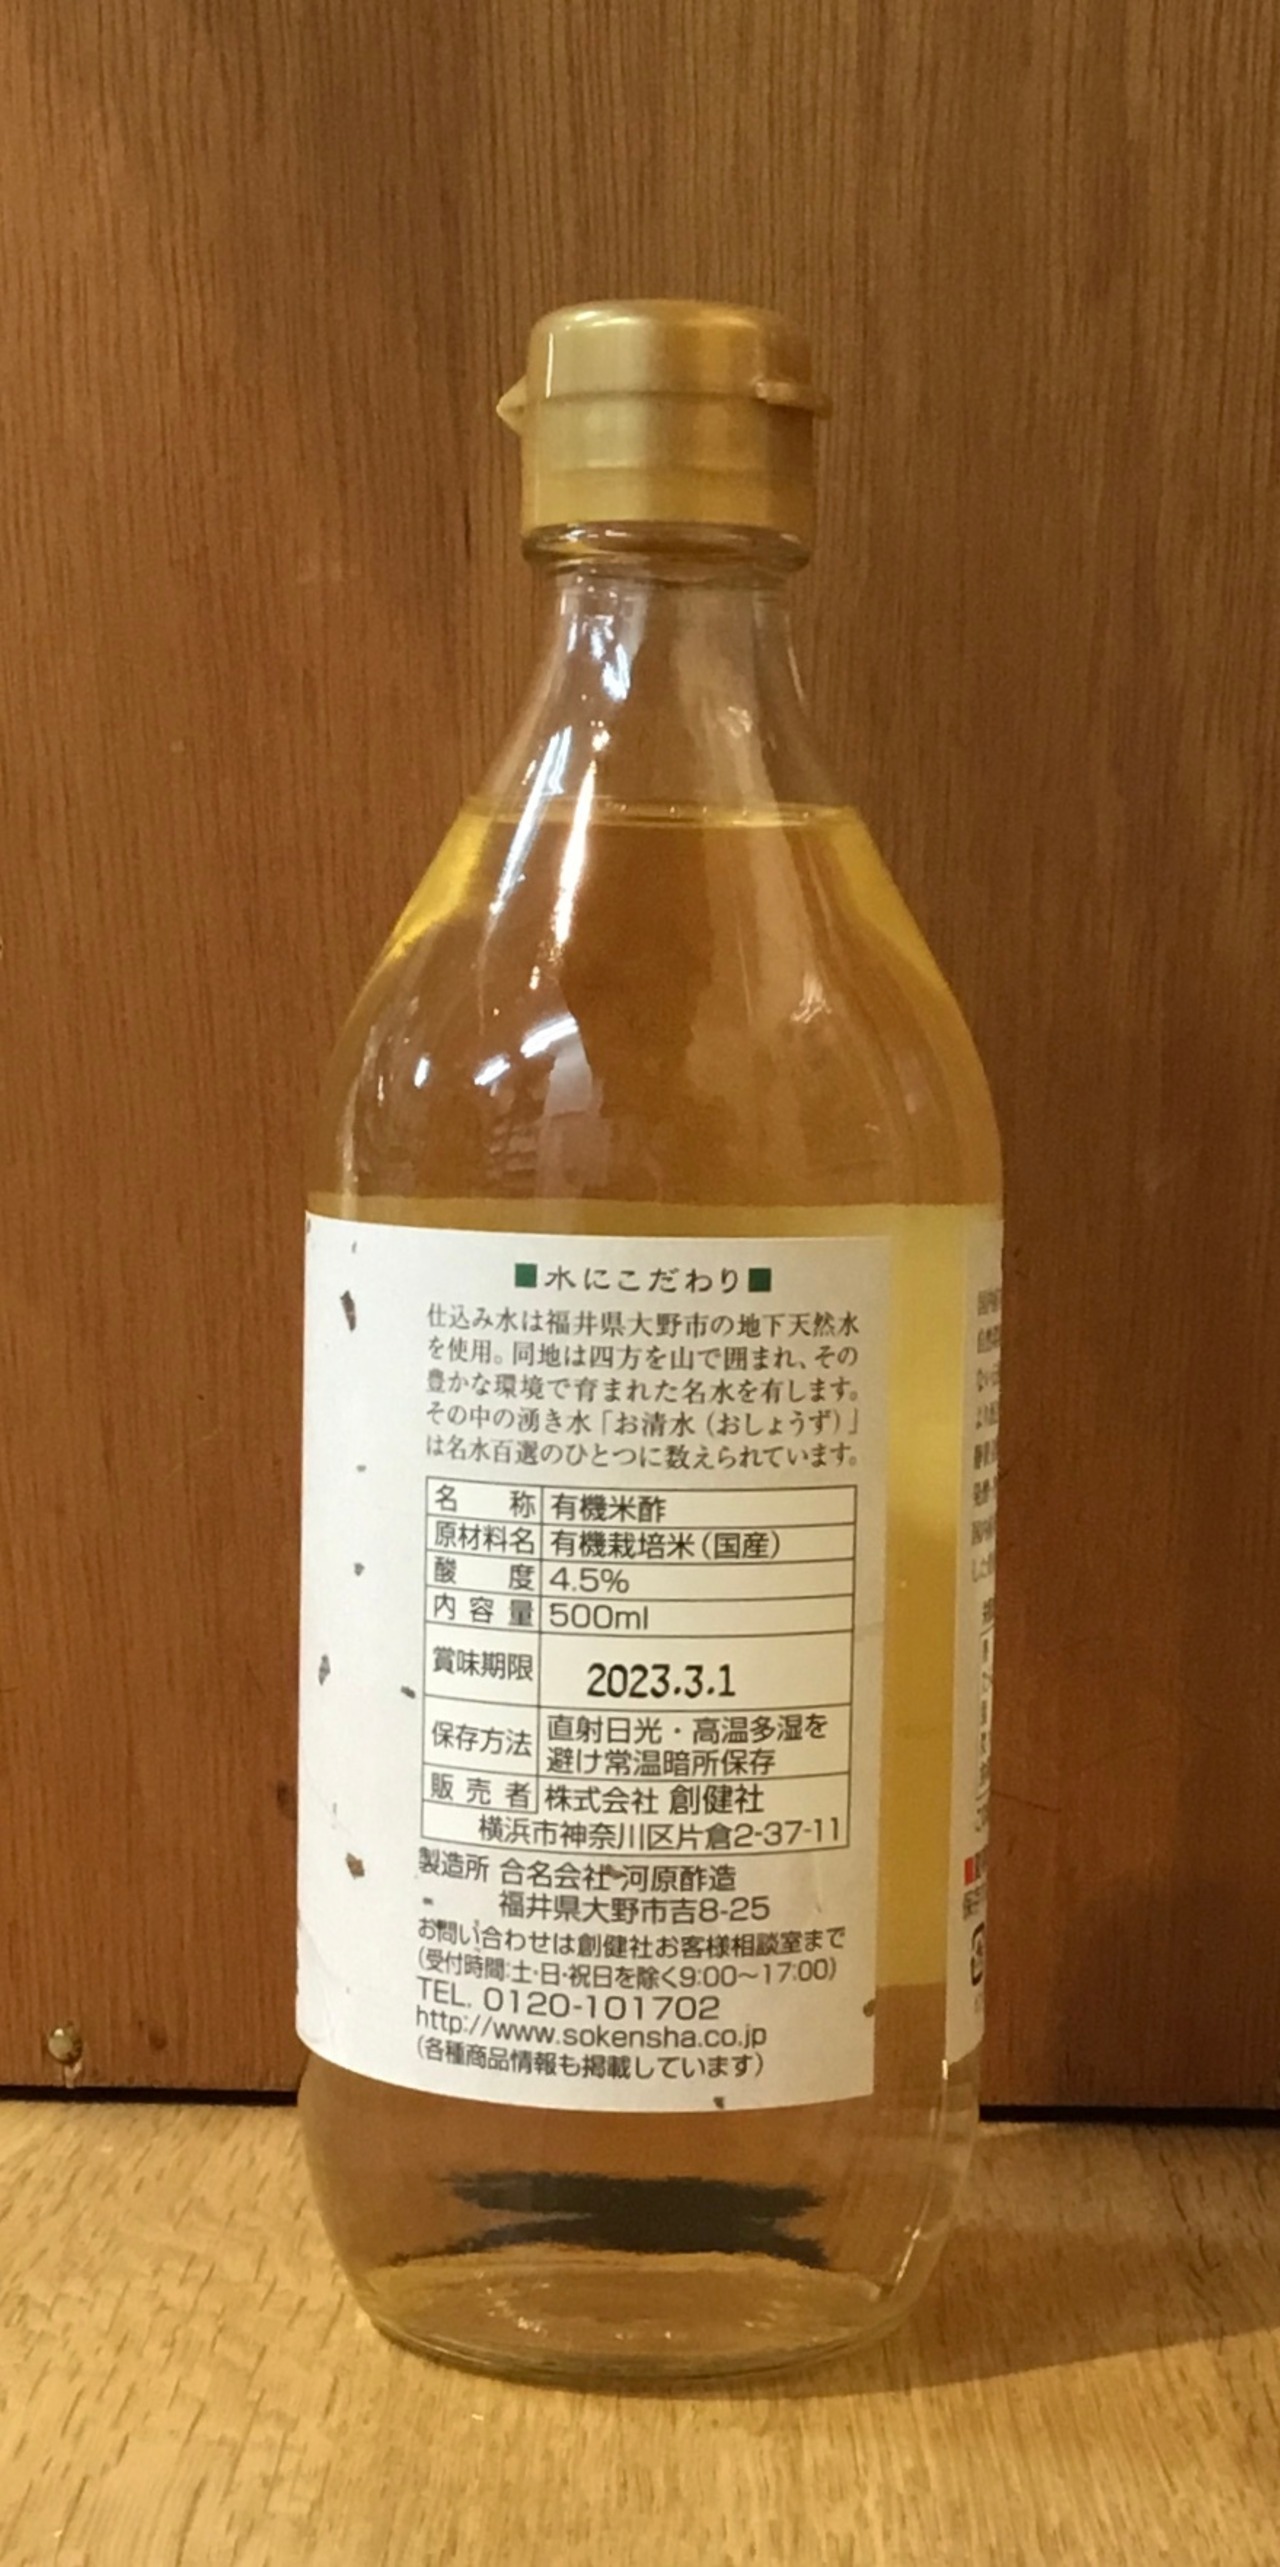 ■水にこだわり■
仕込み水は福井県大野市の地下天然水
を使用。同地は四方を山で囲まれ、その
豊かな環境で育まれた名水を有します。
その中の湧き水「お清水（おしょうず）」
は名水百選のひとつに数えられています。
名称 有機米酢
原材料名 有機栽培米（国産）
酸度 4.5%
内容量 500ml
賞味期限 2023.3.1
保存方法 直射日光・高温多湿を
避け常温暗所保存
販売者 株式会社 創健社
横浜市神奈川区片倉2-37-11
製造所 合名会社 河原酢造
福井県大野市吉8-25
お問い合わせは創健社お客様相談室まで
（受付時間:土・日・祝日を除く9:00〜17:00）
TEL. 0120-101702
http://www.sokensha.co.jp
（各種商品情報も掲載しています）